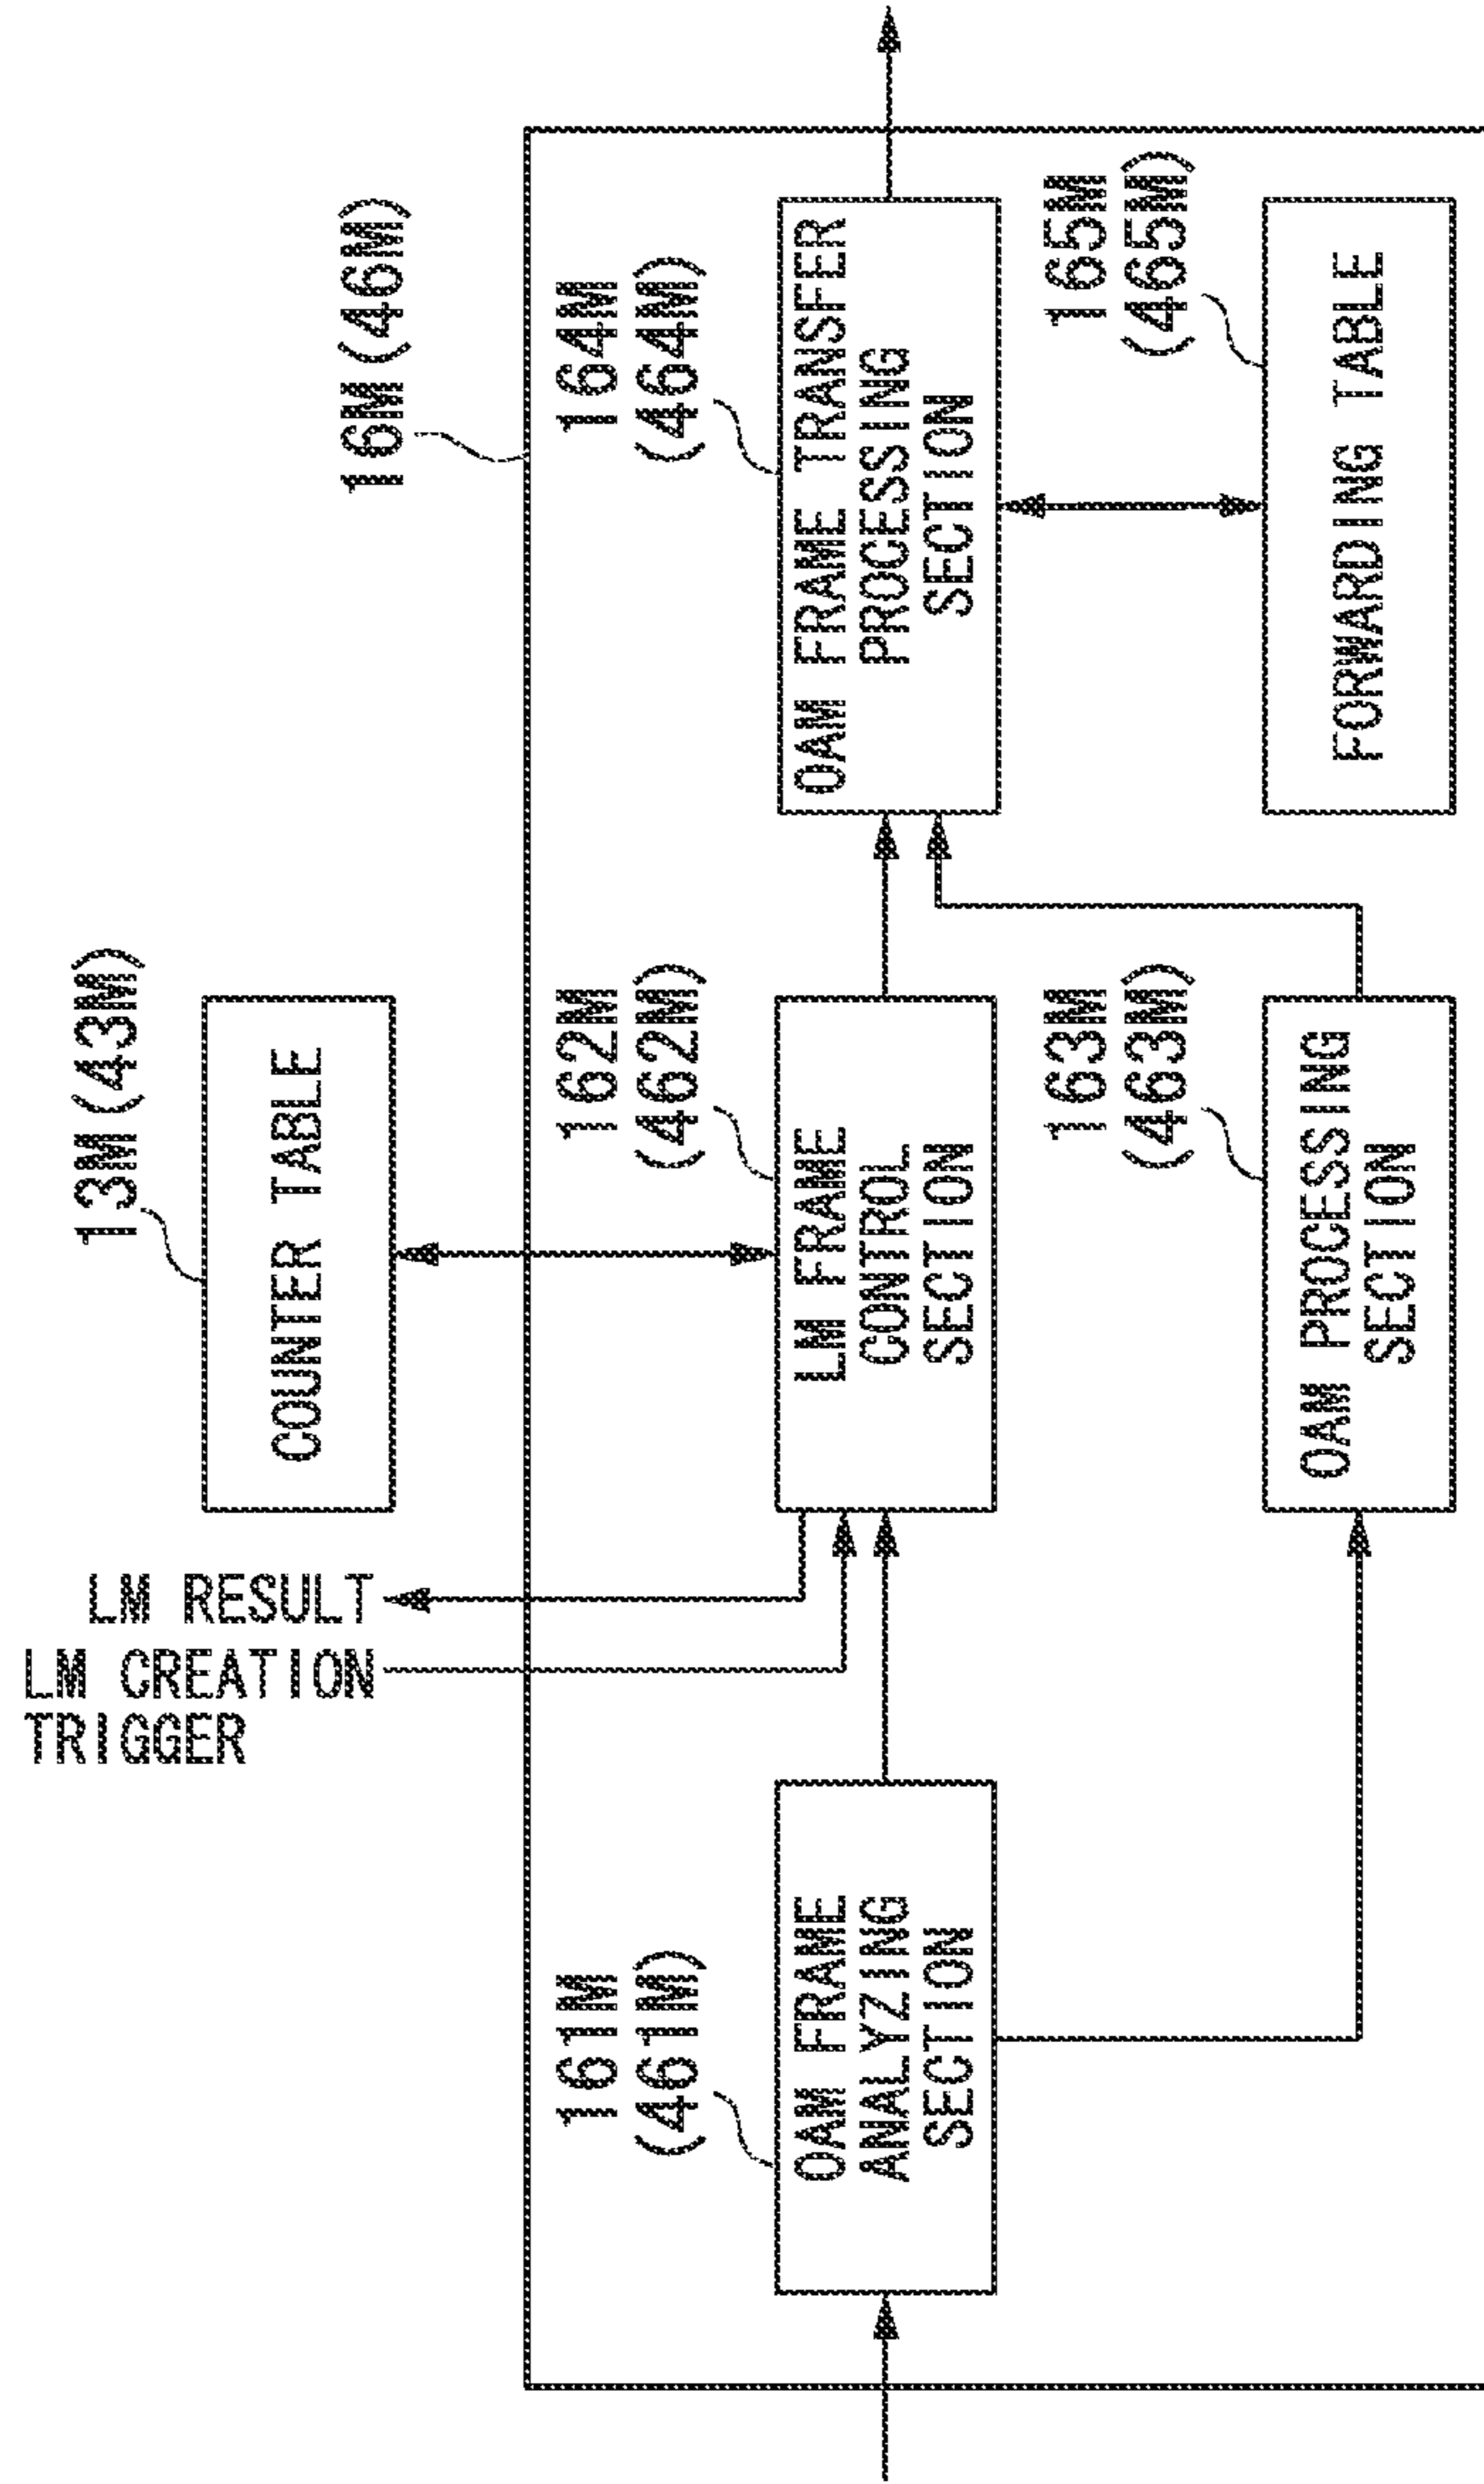 13M(43M)
COUNTER TABLE
LM RESULT
LM CREATION
TRIGGER
16M(46M)
161M
(461M)
OAM FRAME
ANALYZING
SECTION
162M
(462M)
LM FRAME
CONTROL
SECTION
164M
(464M)
OAM FRAME TRANSFER
PROCESSING
SECTION
163M
(463M)
OAM PROCESSING
SECTION
165M
(465M)
FORWARDING TABLE